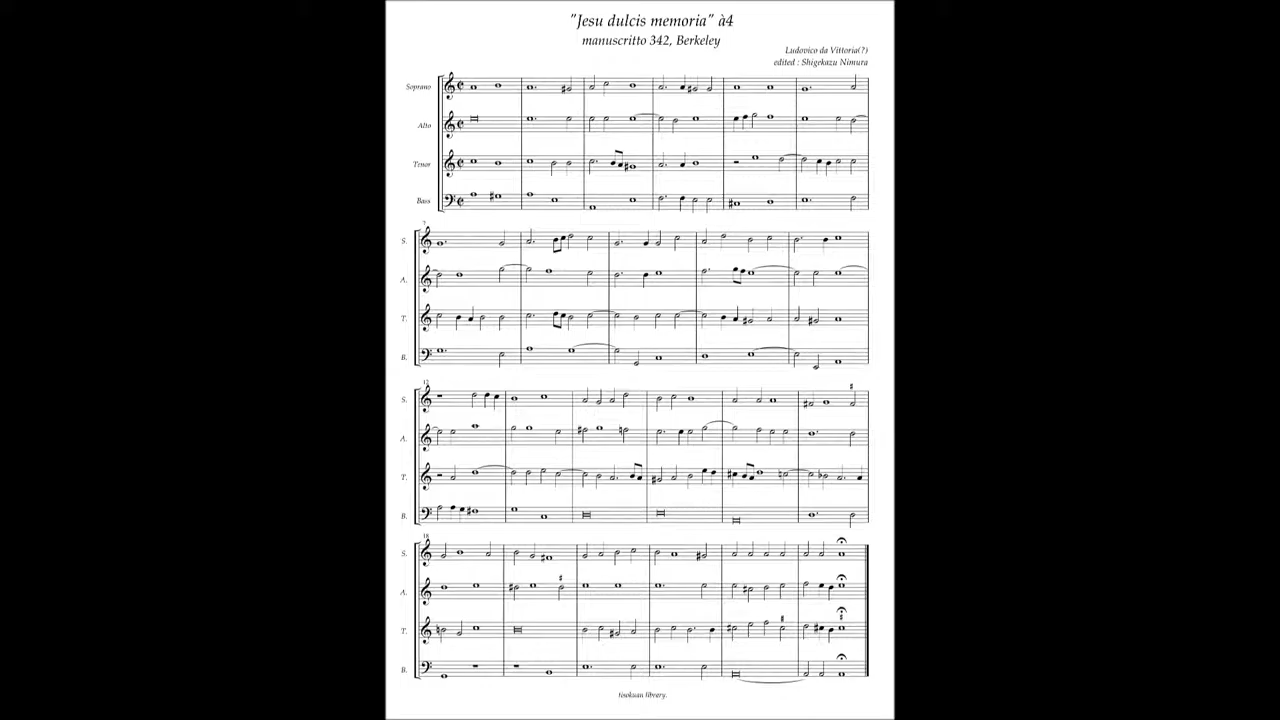 "Jesu dulcis memoria" à4
manuscritto 342, Berkeley
Ludovico da Vittoria(?)
edited : Shigekazu Nimura
Soprano
Alto
Tenor
Bass
7
S.
A.
T.
B.
12
S.
A.
T.
B.
18
S.
A.
T.
B.
tisokuan library.